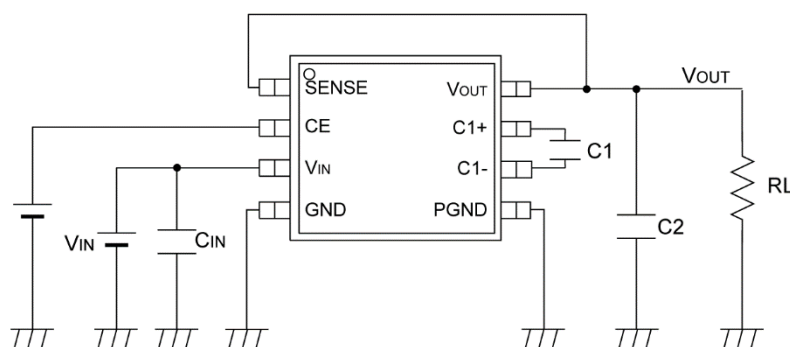 VOUT
SENSE
VOUT
CE
C1+
C1
VIN
C1-
RL
GND
PGND
C2
VIN
CIN